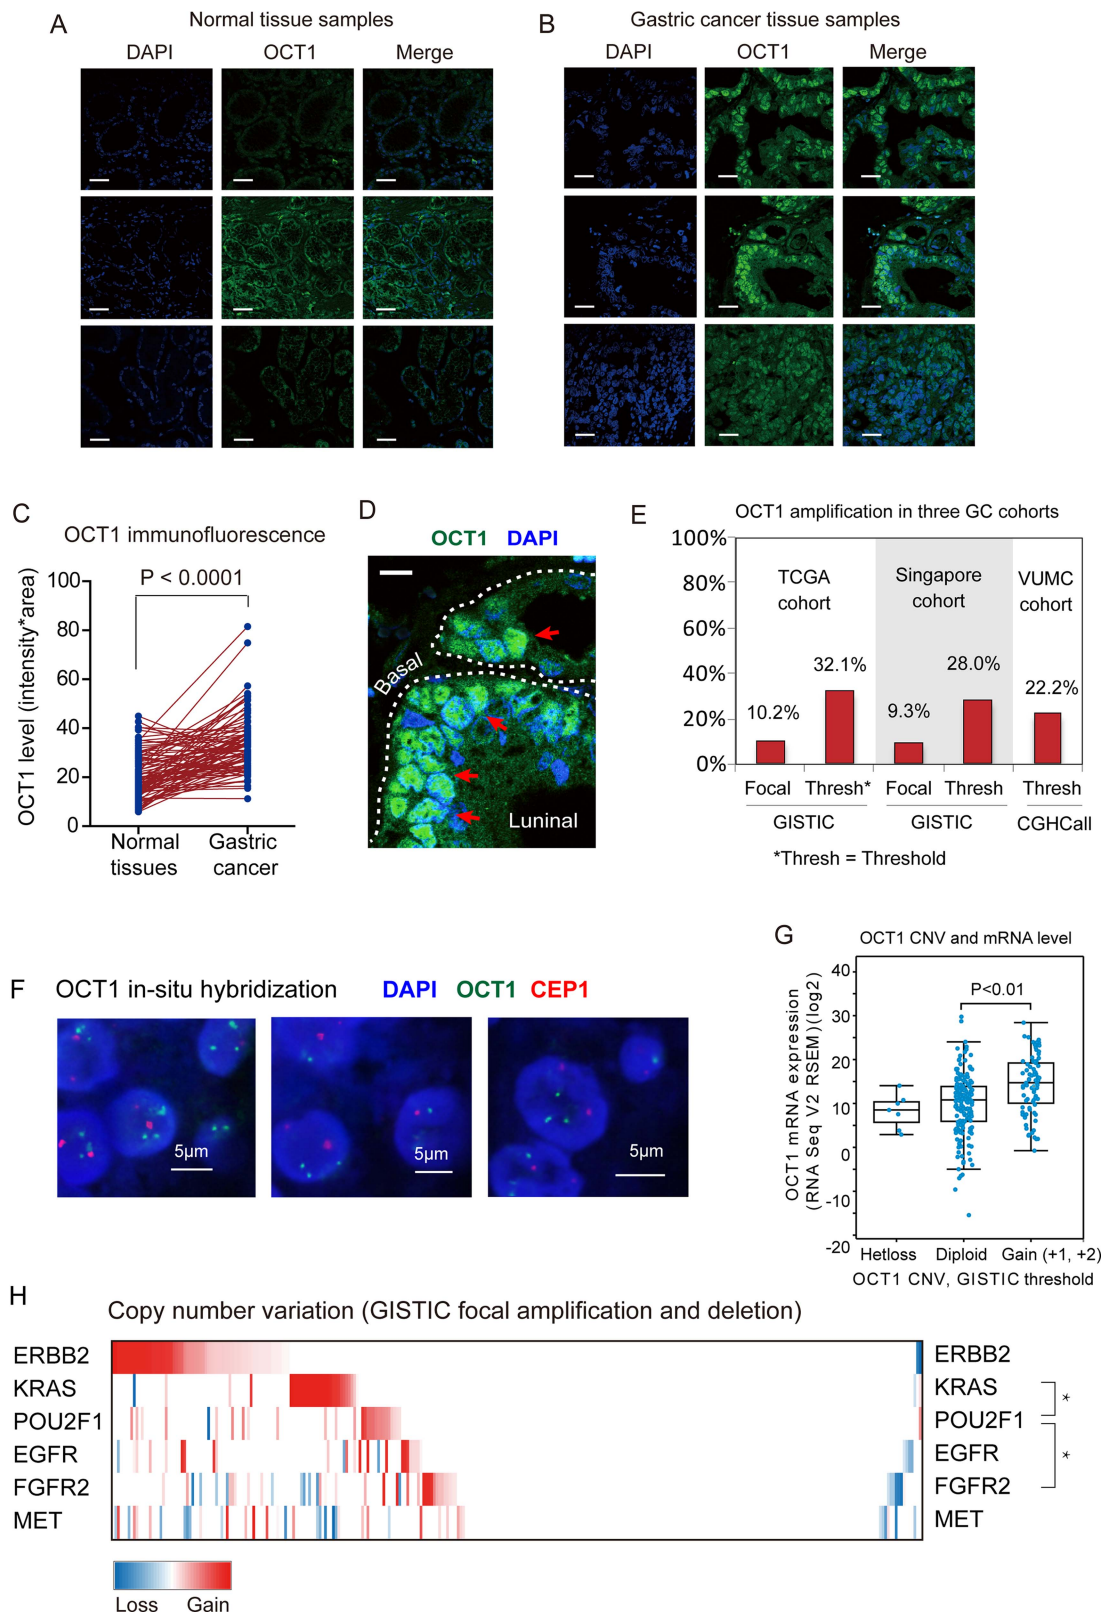 A
Normal tissue samples
DAPI OCT1 Merge
B
Gastric cancer tissue samples
DAPI OCT1 Merge
C
OCT1 immunofluorescence
P < 0.0001
OCT1 level (intensity*area)
100
80
60
40
20
0
Normal tissues
Gastric cancer
D
OCT1 DAPI
Basal
Luninal
E
OCT1 amplification in three GC cohorts
100%
80%
60%
40%
20%
0%
TCGA cohort
Singapore cohort
VUMC cohort
10.2%
32.1%
9.3%
28.0%
22.2%
Focal Thresh* Focal Thresh Thresh
GISTIC GISTIC CGHCall
*Thresh = Threshold
F
OCT1 in-situ hybridization DAPI OCT1 CEP1
5µm
5µm
5µm
G
OCT1 CNV and mRNA level
P<0.01
OCT1 mRNA expression
(RNA Seq V2 RSEM)(log2)
40
30
20
10
0
-10
-20
Hetloss Diploid Gain (+1, +2)
OCT1 CNV, GISTIC threshold
H
Copy number variation (GISTIC focal amplification and deletion)
ERBB2
KRAS
POU2F1
EGFR
FGFR2
MET
ERBB2
KRAS
POU2F1
EGFR
FGFR2
MET
*
*
Loss Gain